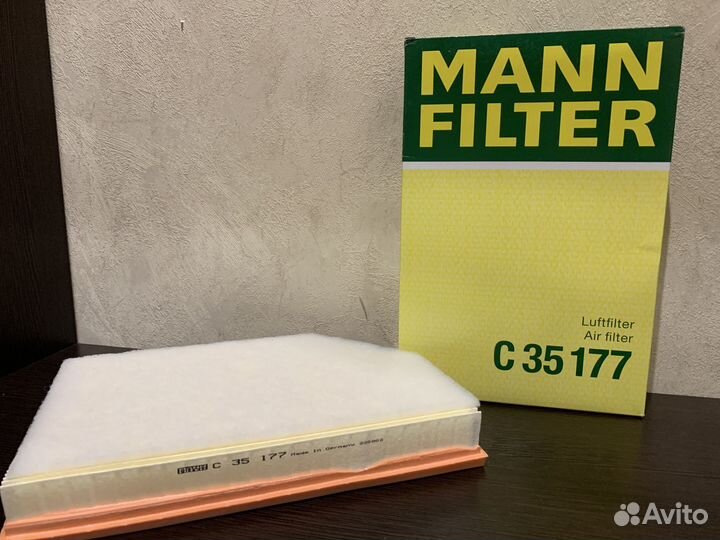 MANN
FILTER
Luftfilter
Air filter
C 35 177
C 35 177 Made in Germany
Avito